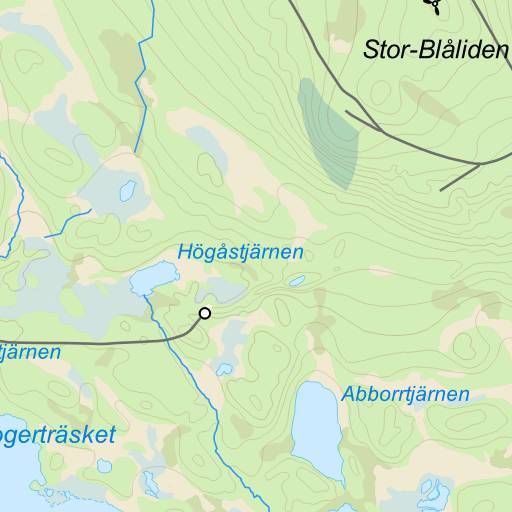 Stor-Blåliden
Högåstjärnen
tjärnen
Abborrtjärnen
ogerträsket